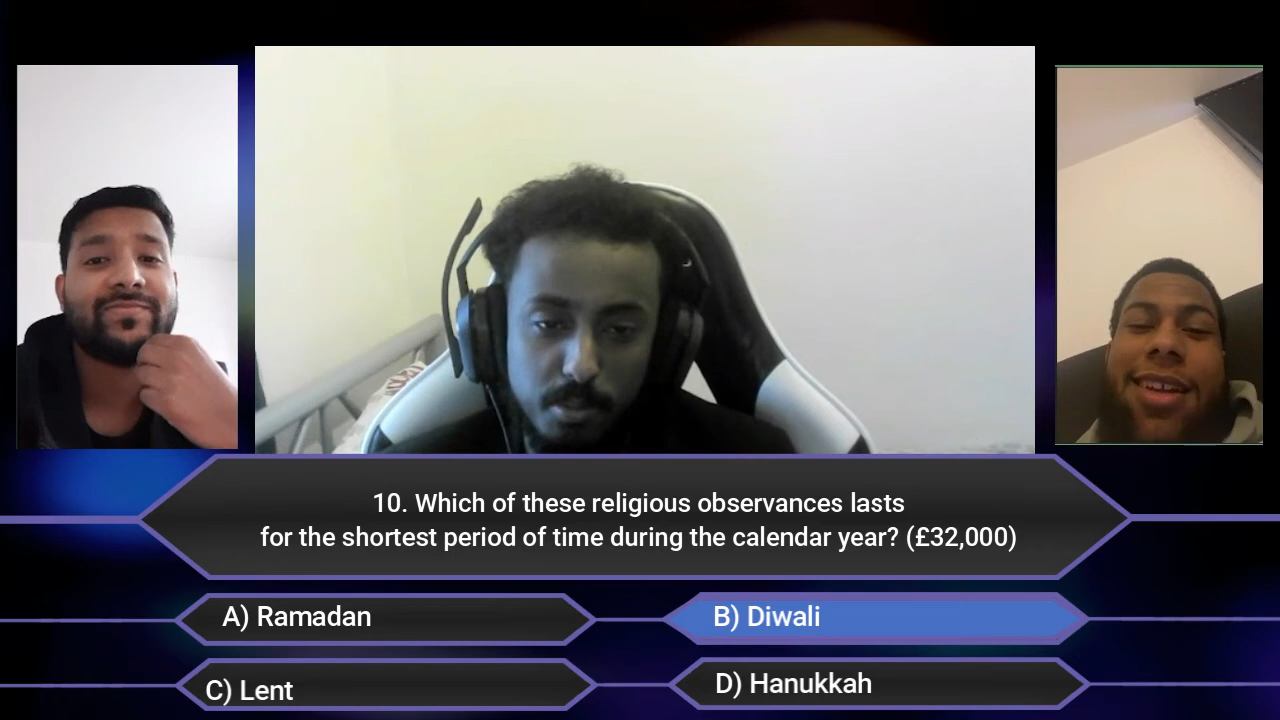 10. Which of these religious observances lasts
for the shortest period of time during the calendar year? (£32,000)
A) Ramadan
B) Diwali
C) Lent
D) Hanukkah